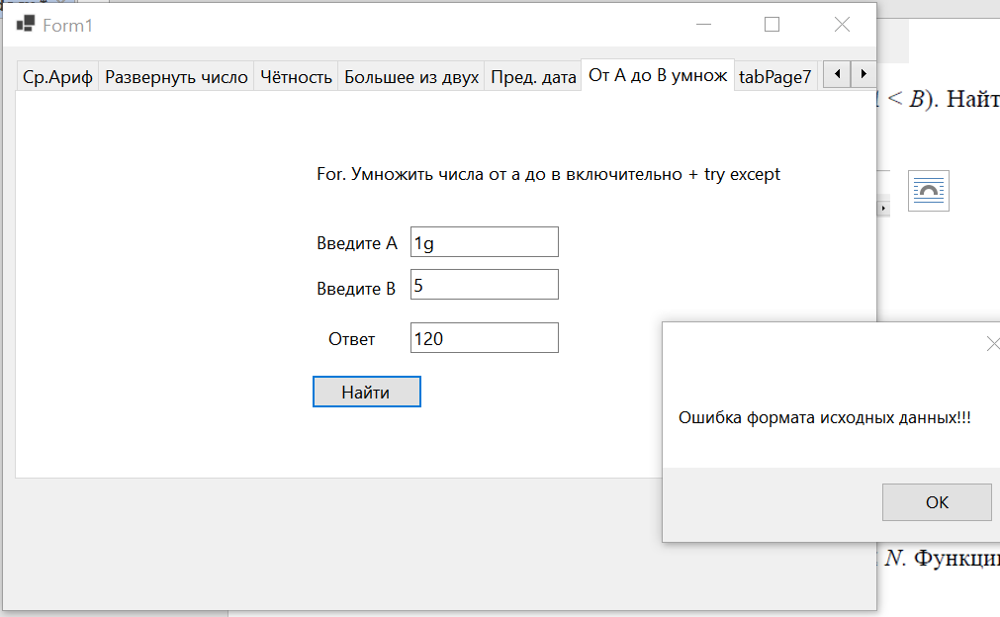 Form1
Ср.Ариф Развернуть число Чётность Большее из двух Пред. дата От А до В умнож tabPage7
< B). Найт
For. Умножить числа от а до в включительно + try except
Введите А 1g
Введите В 5
Ответ 120
Найти
Ошибка формата исходных данных!!!
OK
N. Функци